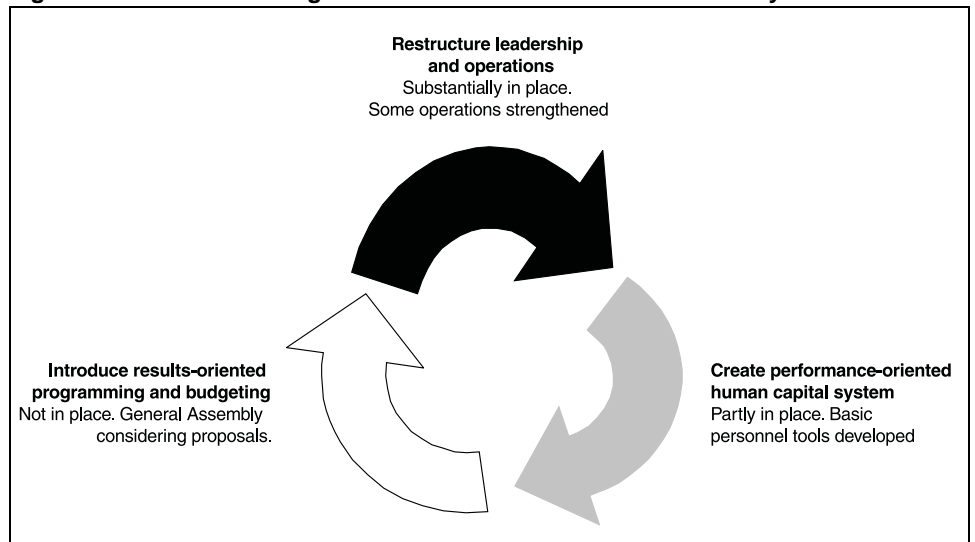 Restructure leadership
and operations
Substantially in place.
Some operations strengthened
Introduce results-oriented
programming and budgeting
Not in place. General Assembly
considering proposals.
Create performance-oriented
human capital system
Partly in place. Basic
personnel tools developed